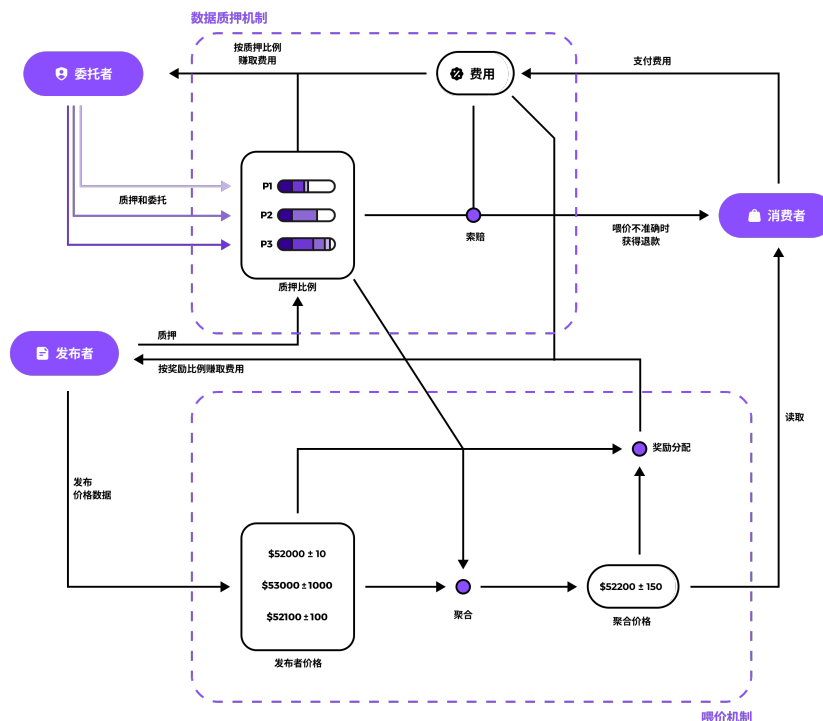 数据质押机制
按质押比例
赚取费用
支付费用
委托者
费用
P1
质押和委托
P2
消费者
索赔
喂价不准确时
获得退款
P3
质押比例
质押
发布者
按奖励比例赚取费用
读取
奖励分配
发布
价格数据
$52000 ± 10
$53000 ± 1000
$52200 ± 150
$52100 ± 100
聚合
聚合价格
发布者价格
喂价机制